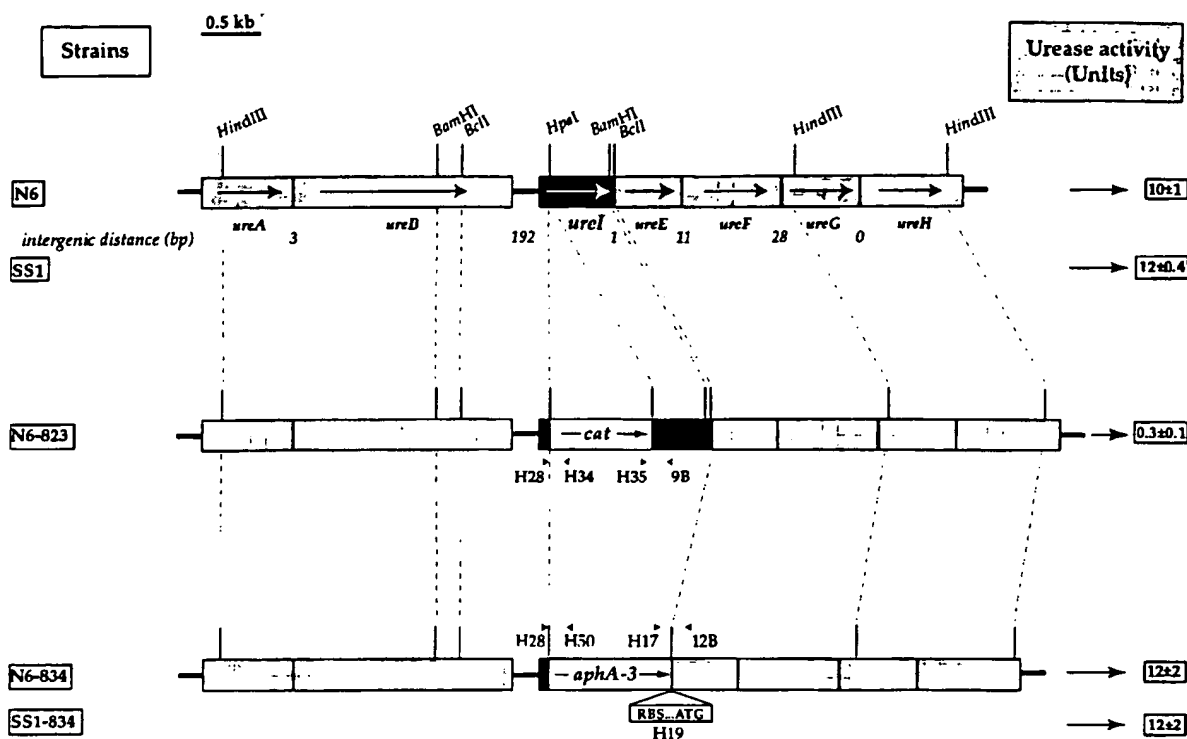 0.5 kb
Strains
Urease activity
(Units)
HindIII
BamHI
BclI
HpaI
BamHI
BclI
HindIII
HindIII
N6
10±1
ureA
ureB
ureI
ureE
ureF
ureG
ureH
intergenic distance (bp)
3
192
1
11
28
0
SS1
12±0.4
N6-823
cat
0.3±0.1
H28
H34
H35
9B
H28
H50
H17
12B
N6-834
aphA-3
12±2
RBS...ATG
SS1-834
H19
12±2